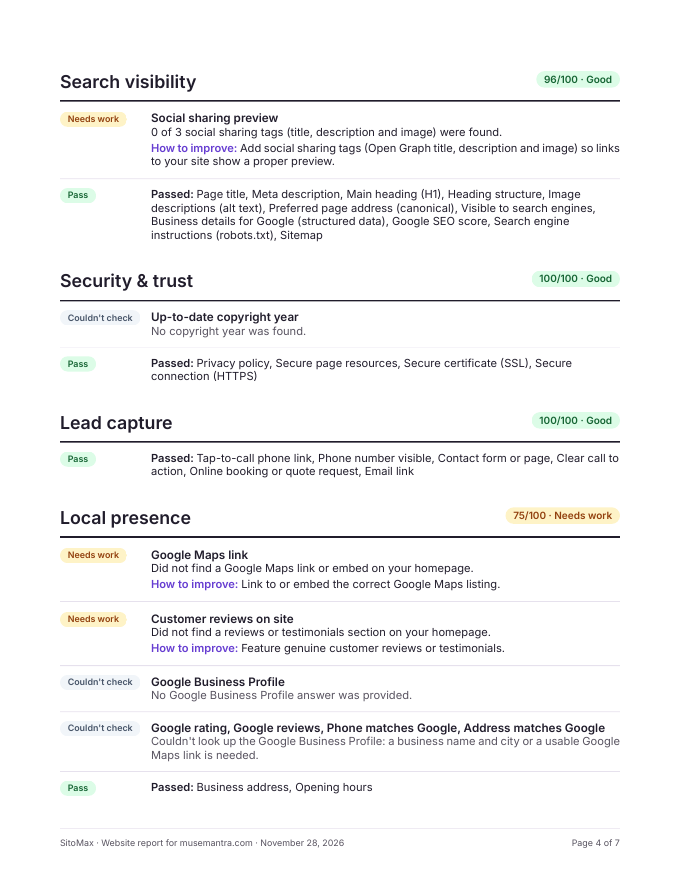 Search visibility
96/100 · Good
Needs work
Social sharing preview
0 of 3 social sharing tags (title, description and image) were found.
How to improve: Add social sharing tags (Open Graph title, description and image) so links
to your site show a proper preview.
Pass
Passed: Page title, Meta description, Main heading (H1), Heading structure, Image
descriptions (alt text), Preferred page address (canonical), Visible to search engines,
Business details for Google (structured data), Google SEO score, Search engine
instructions (robots.txt), Sitemap
Security & trust
100/100 · Good
Couldn't check
Up-to-date copyright year
No copyright year was found.
Pass
Passed: Privacy policy, Secure page resources, Secure certificate (SSL), Secure
connection (HTTPS)
Lead capture
100/100 · Good
Pass
Passed: Tap-to-call phone link, Phone number visible, Contact form or page, Clear call to
action, Online booking or quote request, Email link
Local presence
75/100 · Needs work
Needs work
Google Maps link
Did not find a Google Maps link or embed on your homepage.
How to improve: Link to or embed the correct Google Maps listing.
Needs work
Customer reviews on site
Did not find a reviews or testimonials section on your homepage.
How to improve: Feature genuine customer reviews or testimonials.
Couldn't check
Google Business Profile
No Google Business Profile answer was provided.
Couldn't check
Google rating, Google reviews, Phone matches Google, Address matches Google
Couldn't look up the Google Business Profile: a business name and city or a usable Google
Maps link is needed.
Pass
Passed: Business address, Opening hours
SitoMax · Website report for musemantra.com · November 28, 2026
Page 4 of 7